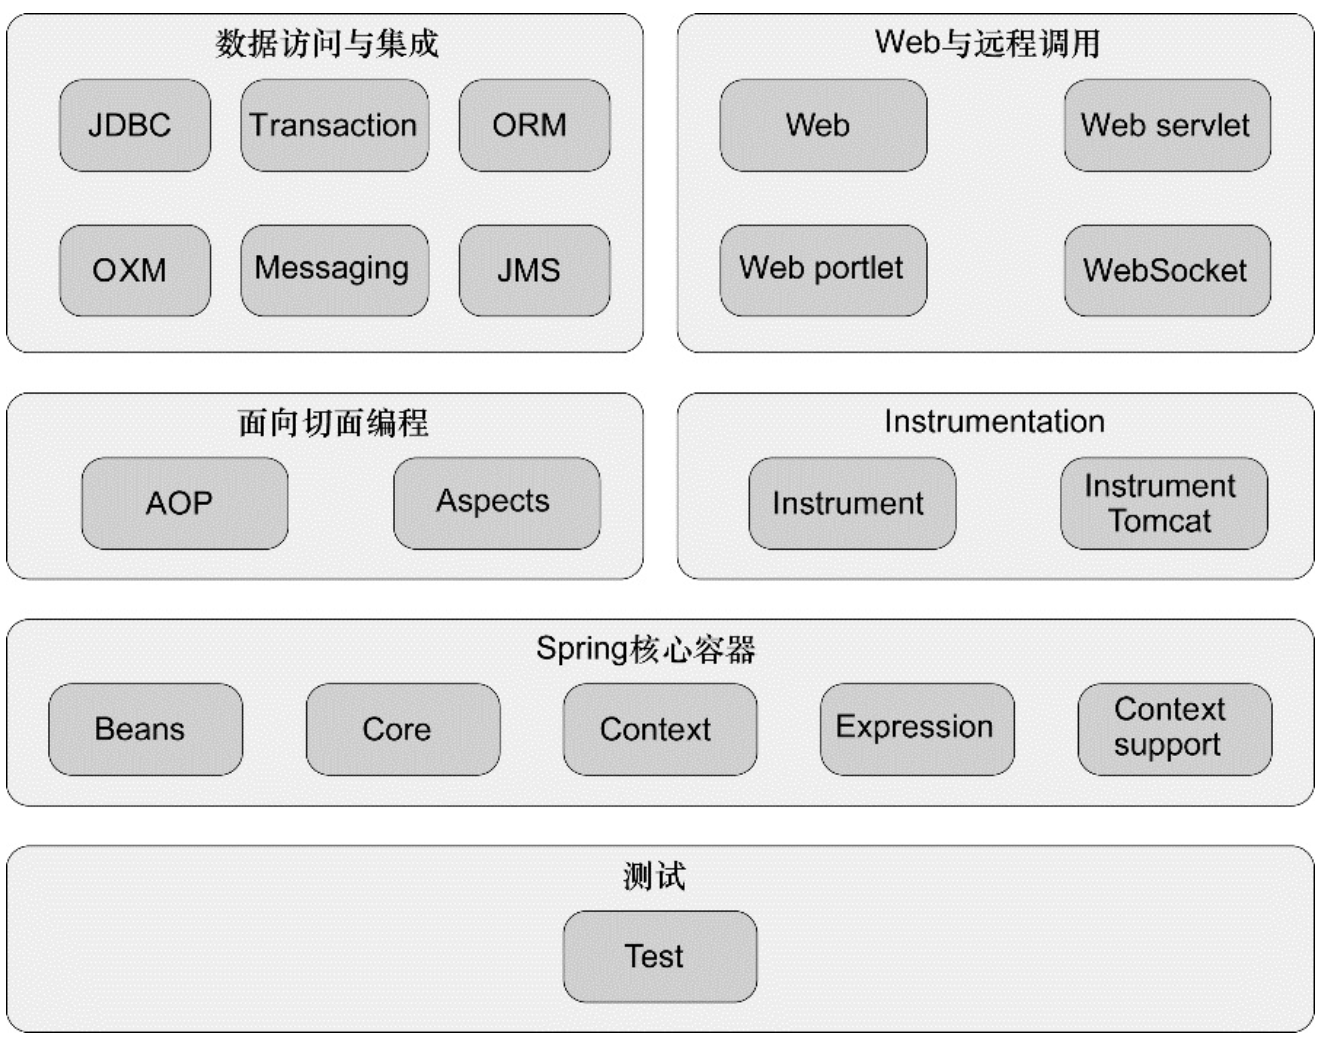 数据访问与集成
JDBC
Transaction
ORM
OXM
Messaging
JMS
Web与远程调用
Web
Web servlet
Web portlet
WebSocket
面向切面编程
AOP
Aspects
Instrumentation
Instrument
Instrument
Tomcat
Spring核心容器
Beans
Core
Context
Expression
Context
support
测试
Test